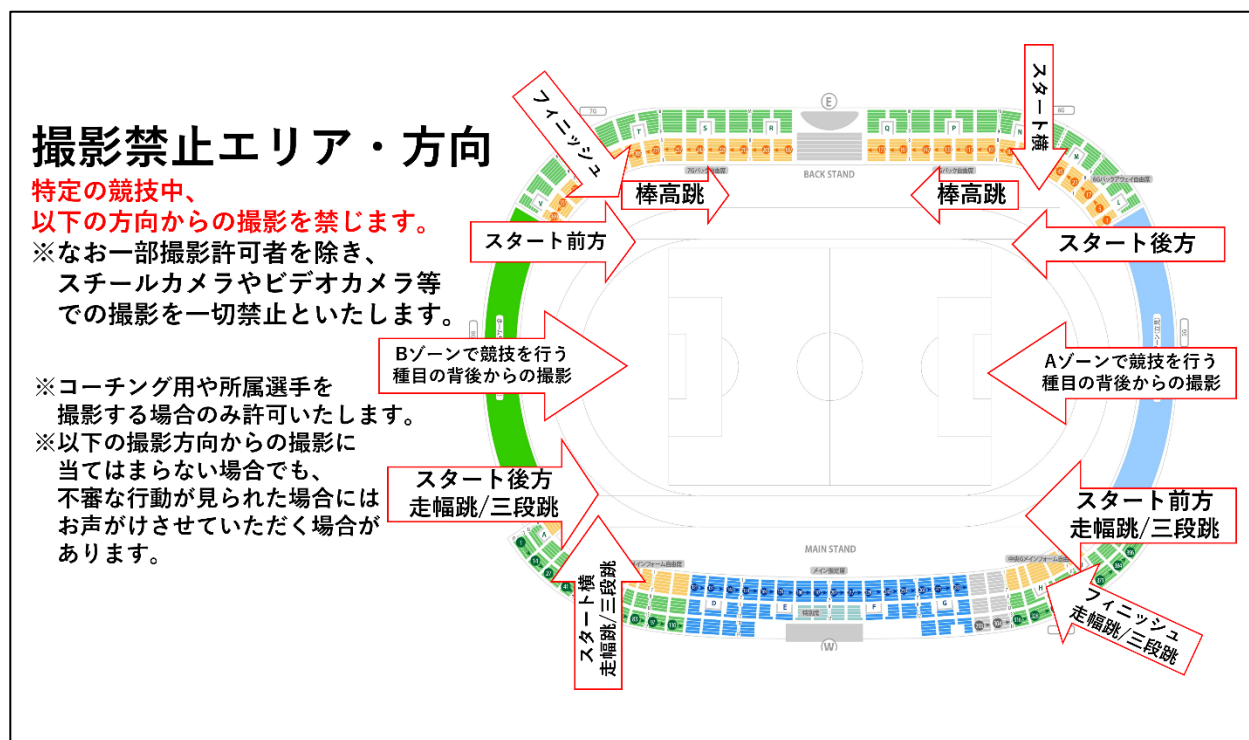 撮影禁止エリア・方向
特定の競技中、
以下の方向からの撮影を禁じます。
※なお一部撮影許可者を除き、
スチールカメラやビデオカメラ等
での撮影を一切禁止といたします。
※コーチング用や所属選手を
撮影する場合のみ許可いたします。
※以下の撮影方向からの撮影に
当てはまらない場合でも、
不審な行動が見られた場合には
お声がけさせていただく場合が
あります。
フィニッシュ
スタート横
7G
E
T
S
R
Q
P
N
BACK STAND
棒高跳
棒高跳
スタート前方
スタート後方
Bゾーンで競技を行う
種目の背後からの撮影
Aゾーンで競技を行う
種目の背後からの撮影
スタート後方
走幅跳/三段跳
スタート前方
走幅跳/三段跳
MAIN STAND
メイン指定席
スタート横
走幅跳/三段跳
D
E
F
G
H
W
フィニッシュ
走幅跳/三段跳